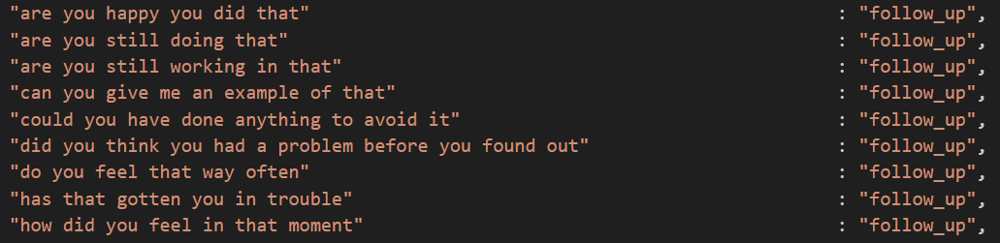 "are you happy you did that" : "follow_up",
"are you still doing that" : "follow_up",
"are you still working in that" : "follow_up",
"can you give me an example of that" : "follow_up",
"could you have done anything to avoid it" : "follow_up",
"did you think you had a problem before you found out" : "follow_up",
"do you feel that way often" : "follow_up",
"has that gotten you in trouble" : "follow_up",
"how did you feel in that moment" : "follow_up",